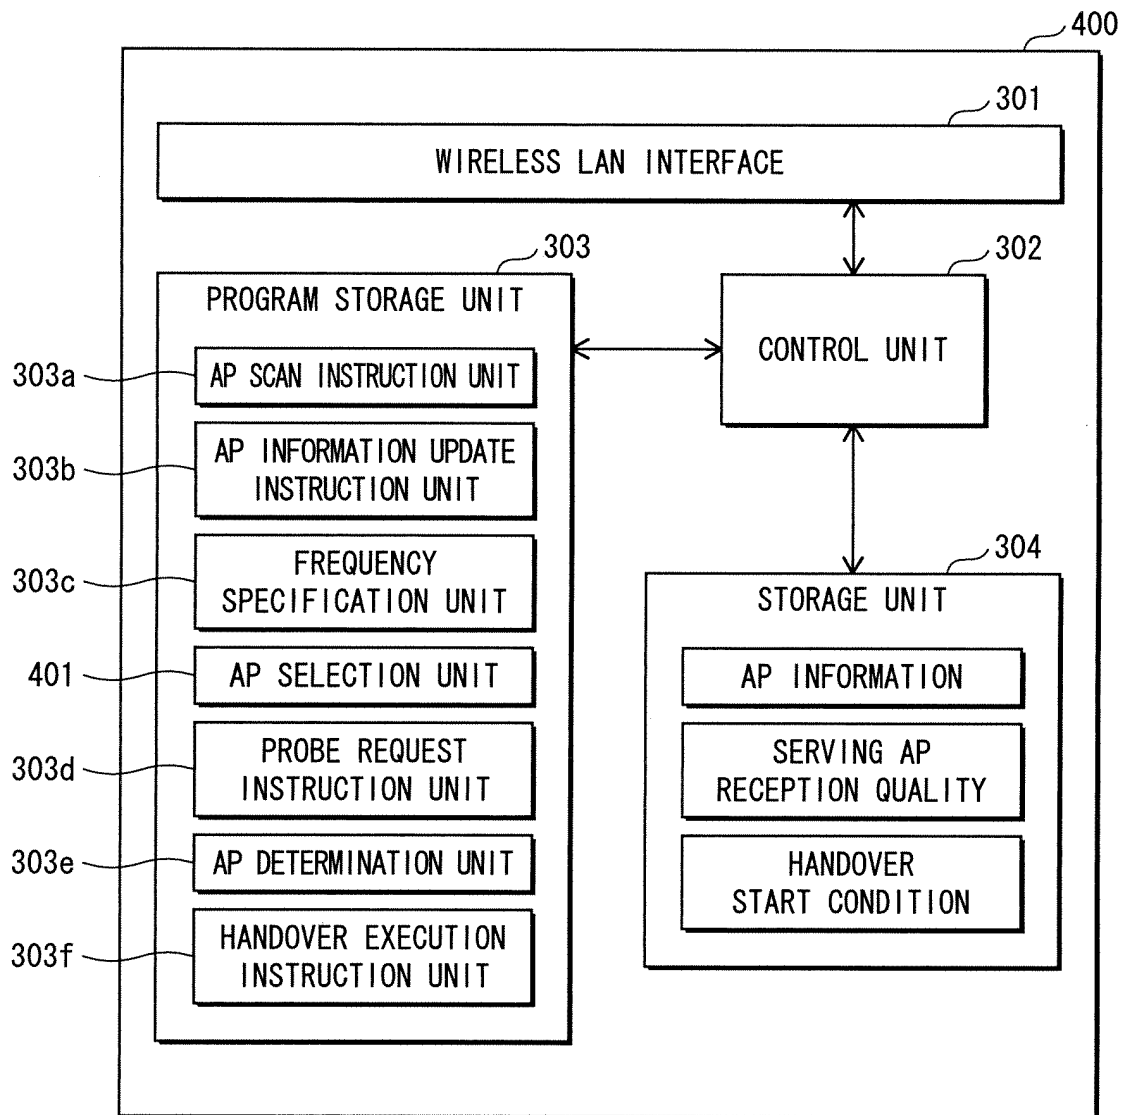 400
301
WIRELESS LAN INTERFACE
303
PROGRAM STORAGE UNIT
302
CONTROL UNIT
303a
AP SCAN INSTRUCTION UNIT
303b
AP INFORMATION UPDATE
INSTRUCTION UNIT
303c
FREQUENCY
SPECIFICATION UNIT
401
AP SELECTION UNIT
303d
PROBE REQUEST
INSTRUCTION UNIT
303e
AP DETERMINATION UNIT
303f
HANDOVER EXECUTION
INSTRUCTION UNIT
304
STORAGE UNIT
AP INFORMATION
SERVING AP
RECEPTION QUALITY
HANDOVER
START CONDITION